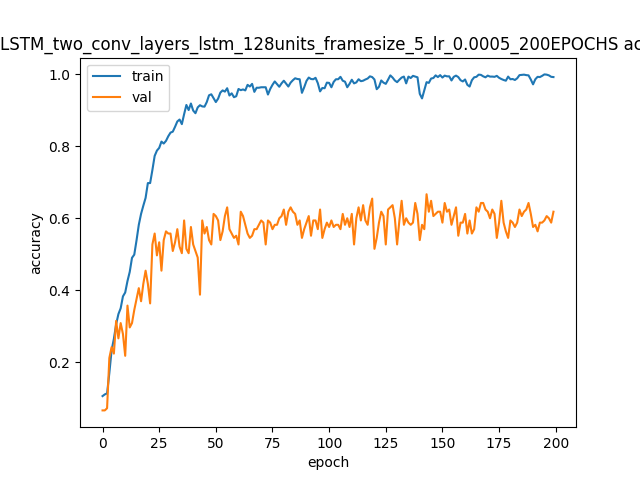 LSTM_two_conv_layers_lstm_128units_framesize_5_lr_0.0005_200EPOCHS ac
train
val
1.0
0.8
0.6
0.4
0.2
accuracy
0 25 50 75 100 125 150 175 200
epoch